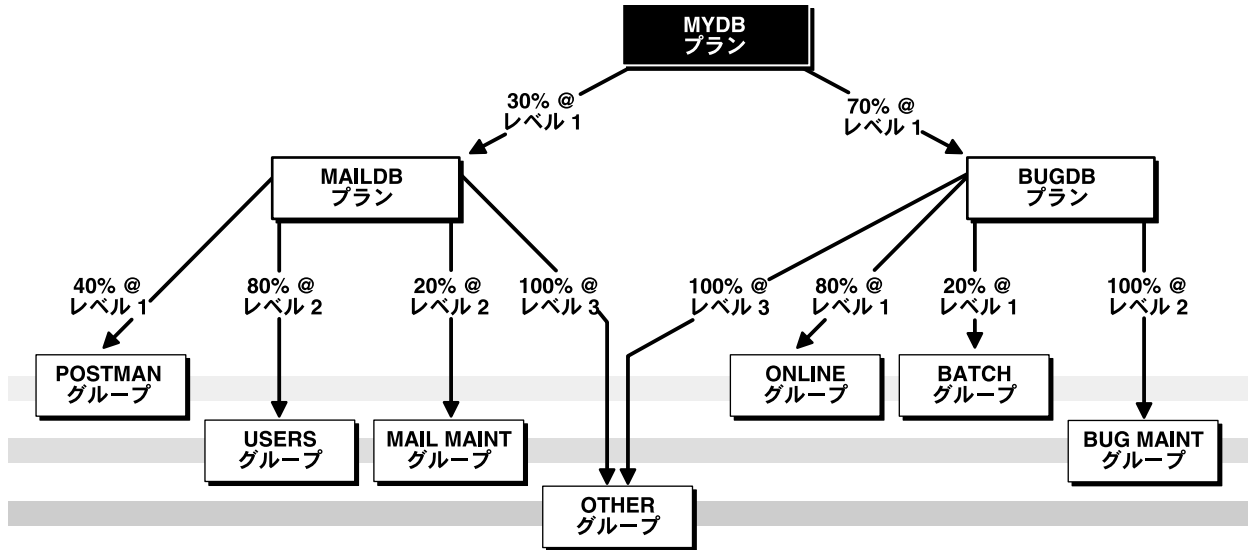 MYDB
プラン
30% @
レベル 1
70% @
レベル 1
MAILDB
プラン
BUGDB
プラン
40% @
レベル 1
80% @
レベル 2
20% @
レベル 2
100% @
レベル 3
100% @
レベル 3
80% @
レベル 1
20% @
レベル 1
100% @
レベル 2
POSTMAN
グループ
ONLINE
グループ
BATCH
グループ
USERS
グループ
MAIL MAINT
グループ
BUG MAINT
グループ
OTHER
グループ